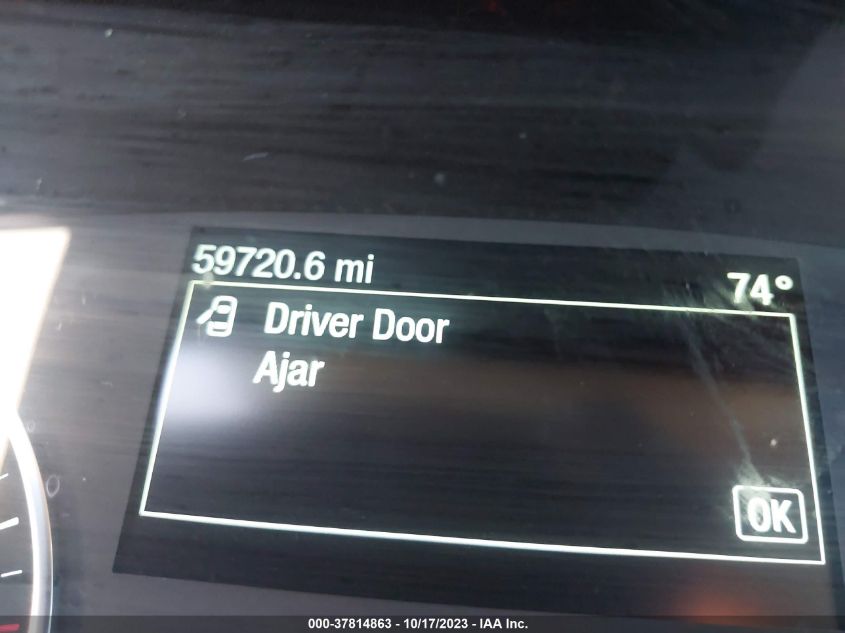 59720.6 mi
74°
Driver Door
Ajar
OK
000-37814863 / 10/17/2023 - IAA Inc.